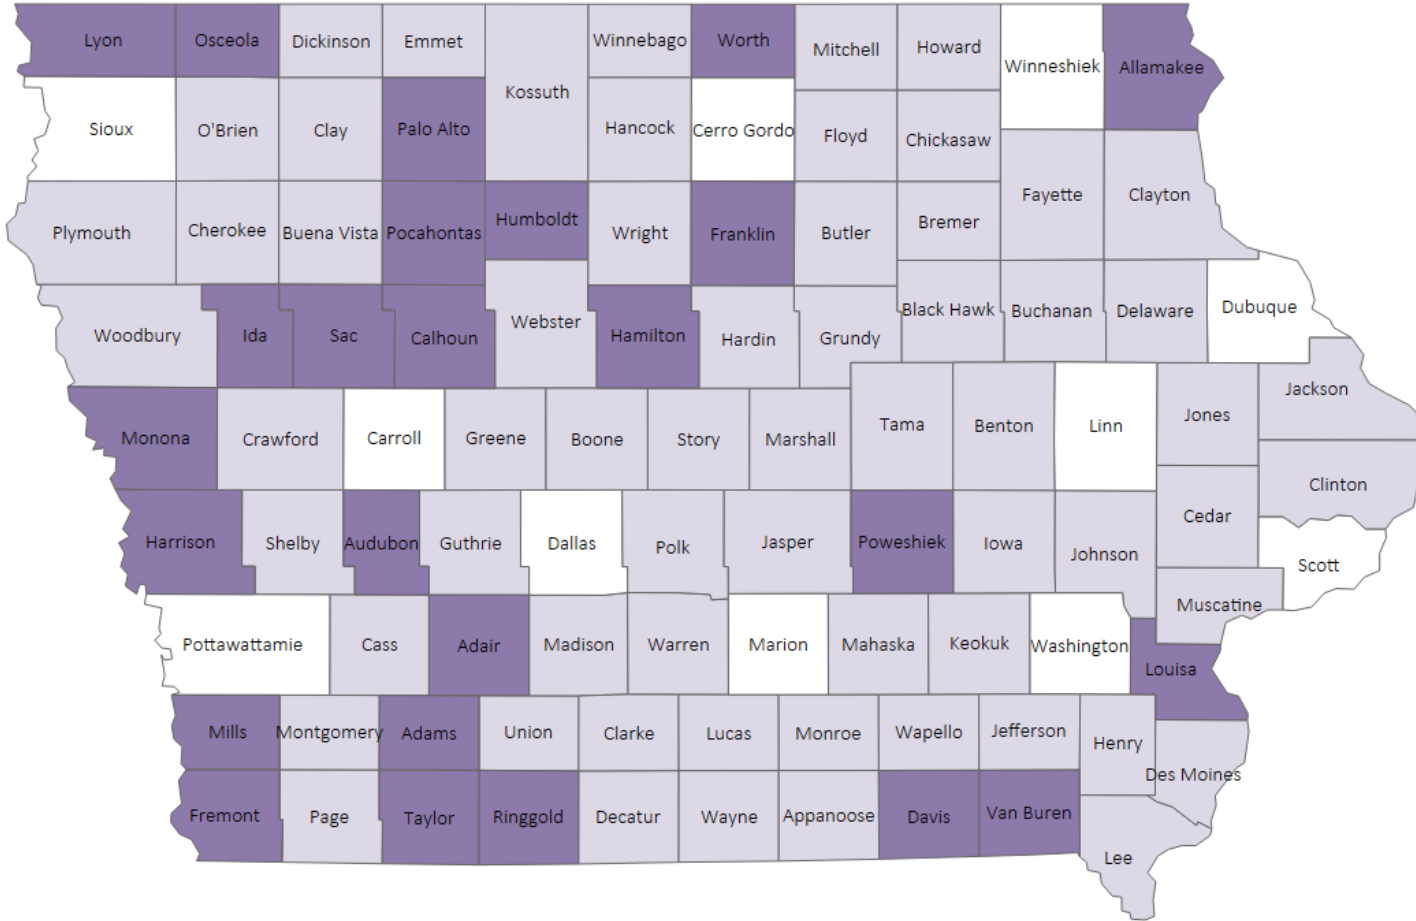 Lyon
Osceola
Dickinson
Emmet
Winnebago
Worth
Mitchell
Howard
Winneshiek
Allamakee
Kossuth
Sioux
O'Brien
Clay
Palo Alto
Hancock
Cerro Gordo
Floyd
Chickasaw
Fayette
Clayton
Plymouth
Cherokee
Buena Vista
Pocahontas
Humboldt
Wright
Franklin
Butler
Bremer
Woodbury
Ida
Sac
Calhoun
Webster
Hamilton
Hardin
Grundy
Black Hawk
Buchanan
Delaware
Dubuque
Monona
Crawford
Carroll
Greene
Boone
Story
Marshall
Tama
Benton
Linn
Jones
Jackson
Clinton
Harrison
Shelby
Audubon
Guthrie
Dallas
Polk
Jasper
Poweshiek
Iowa
Johnson
Cedar
Scott
Muscatine
Pottawattamie
Cass
Adair
Madison
Warren
Marion
Mahaska
Keokuk
Washington
Louisa
Mills
Montgomery
Adams
Union
Clarke
Lucas
Monroe
Wapello
Jefferson
Henry
Des Moines
Fremont
Page
Taylor
Ringgold
Decatur
Wayne
Appanoose
Davis
Van Buren
Lee